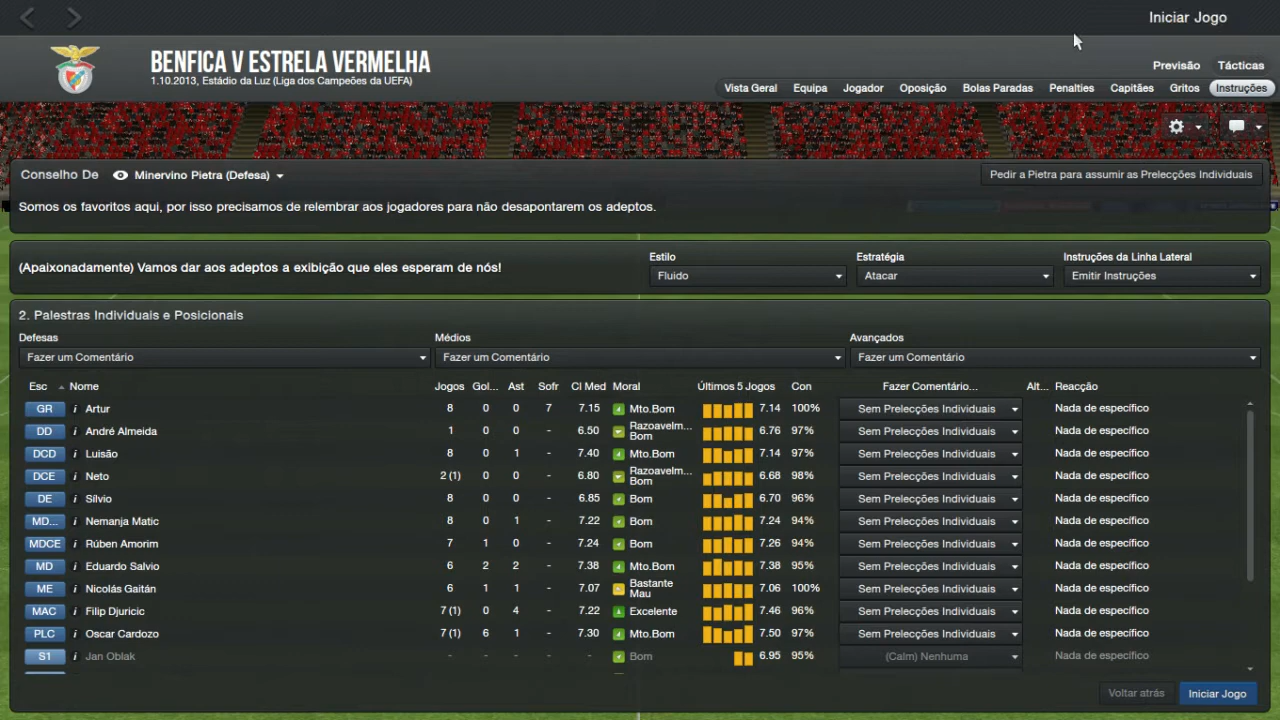 Iniciar Jogo
BENFICA V ESTRELA VERMELHA
1.10.2013, Estádio da Luz (Liga dos Campeões da UEFA)
Previsão Tácticas
Vista Geral Equipa Jogador Oposição Bolas Paradas Penalties Capitães Gritos Instruções
Conselho De Minervino Pietra (Defesa) Pedir a Pietra para assumir as Prelecções Individuais
Somos os favoritos aqui, por isso precisamos de relembrar aos jogadores para não desapontarem os adeptos.
Estilo Estratégia Instruções da Linha Lateral
(Apaixonadamente) Vamos dar aos adeptos a exibição que eles esperam de nós! Fluido Atacar Emitir Instruções
2. Palestras Individuais e Posicionais
Defesas Médios Avançados
Fazer um Comentário Fazer um Comentário Fazer um Comentário
Esc Nome Jogos Gol... Ast Sofr Cl Med Moral Últimos 5 Jogos Con Fazer Comentário... Alt... Reacção
GR i Artur 8 0 0 7 7.15 Mto.Bom 7.14 100% Sem Prelecções Individuais Nada de específico
DD i André Almeida 1 0 0 - 6.50 Razoavelm... Bom 6.76 97% Sem Prelecções Individuais Nada de específico
DCD i Luisão 8 0 1 - 7.40 Mto.Bom 7.14 97% Sem Prelecções Individuais Nada de específico
DCE i Neto 2 (1) 0 0 - 6.80 Razoavelm... Bom 6.68 98% Sem Prelecções Individuais Nada de específico
DE i Sílvio 8 0 0 - 6.85 Bom 6.70 96% Sem Prelecções Individuais Nada de específico
MD... i Nemanja Matic 8 0 1 - 7.22 Bom 7.24 94% Sem Prelecções Individuais Nada de específico
MDCE i Rúben Amorim 7 1 0 - 7.24 Bom 7.26 94% Sem Prelecções Individuais Nada de específico
MD i Eduardo Salvio 6 2 2 - 7.38 Mto.Bom 7.38 95% Sem Prelecções Individuais Nada de específico
ME i Nicolás Gaitán 6 1 1 - 7.07 Bastante Mau 7.06 100% Sem Prelecções Individuais Nada de específico
MAC i Filip Djuricic 7 (1) 0 4 - 7.22 Excelente 7.46 96% Sem Prelecções Individuais Nada de específico
PLC i Oscar Cardozo 7 (1) 6 1 - 7.30 Mto.Bom 7.50 97% Sem Prelecções Individuais Nada de específico
S1 i Jan Oblak - - - - - Bom 6.95 95% (Calm) Nenhuma Nada de específico
Voltar atrás Iniciar Jogo